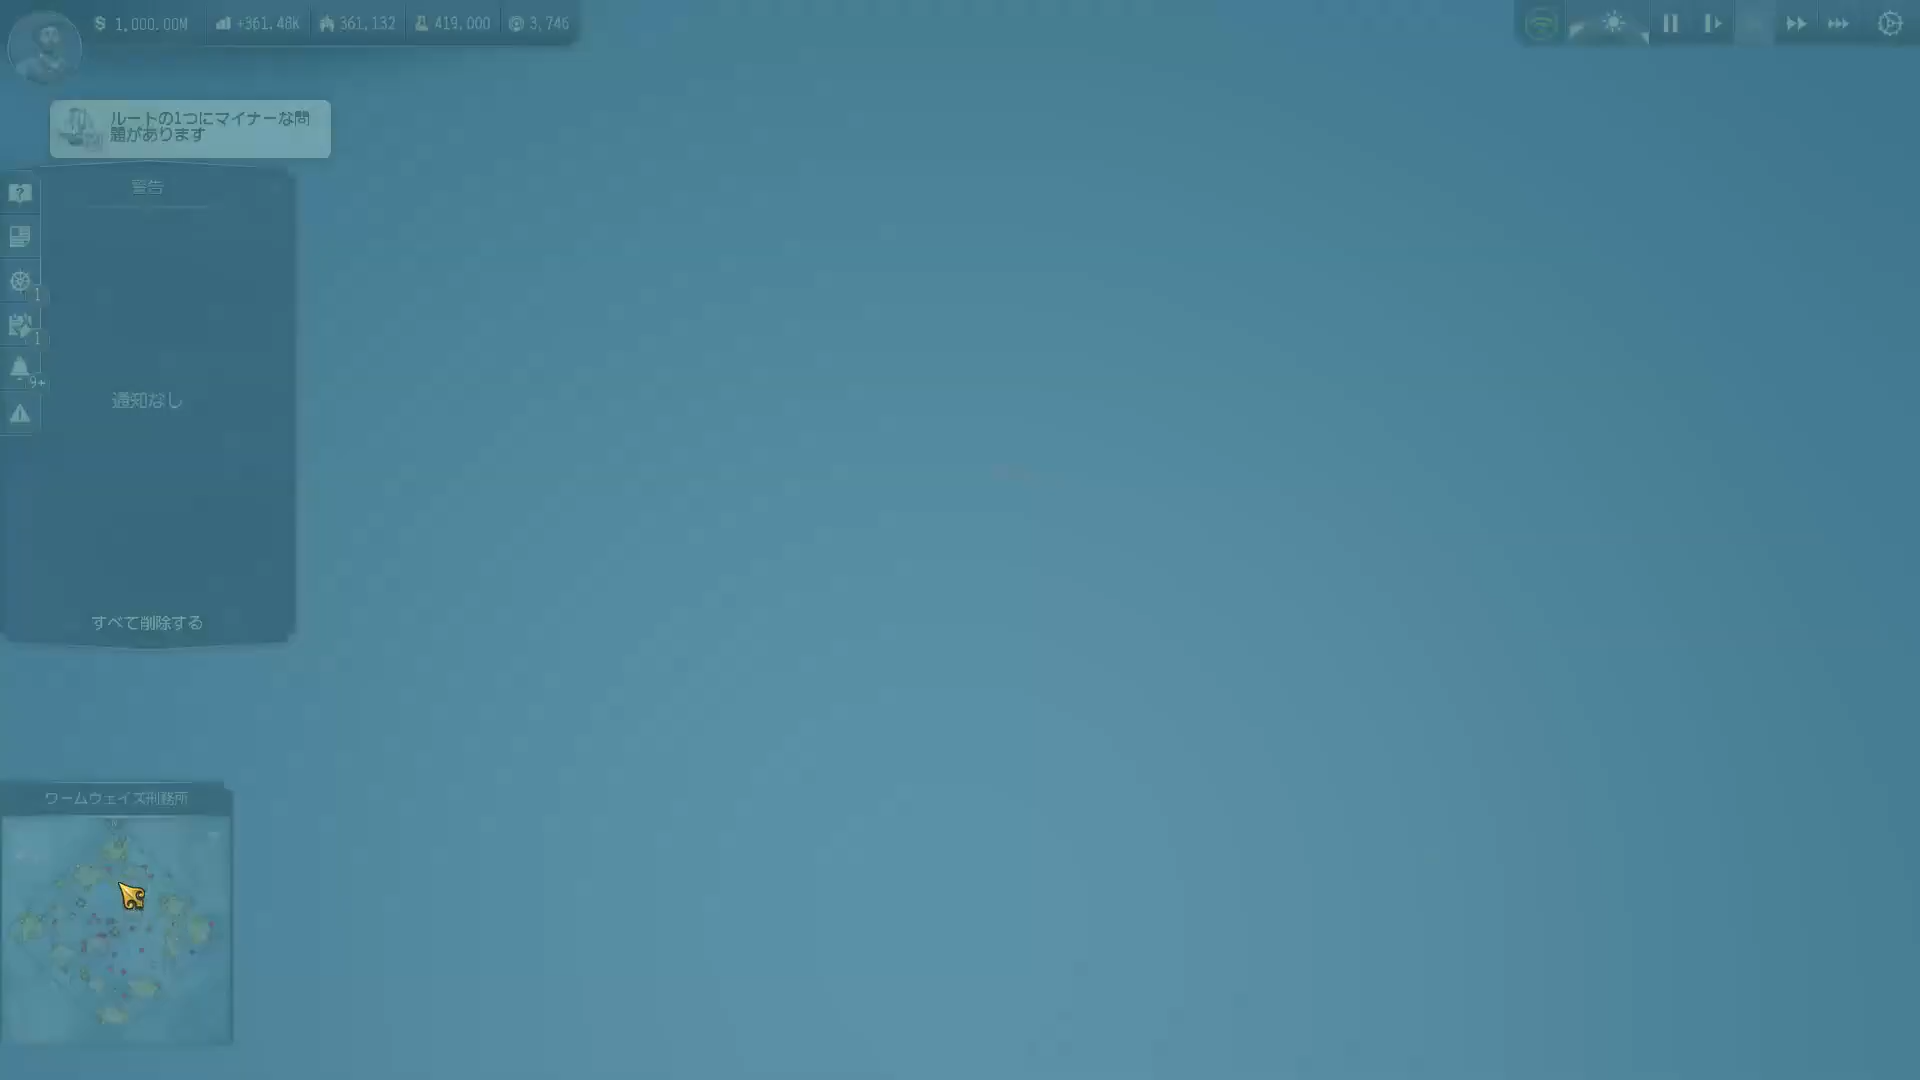 1,000.00M +361.48K 361,132 419,000 3,746
ルートの1つにマイナーな問
題があります
警告
1
1
9+
通知なし
すべて削除する
ワームウェイズ刑務所